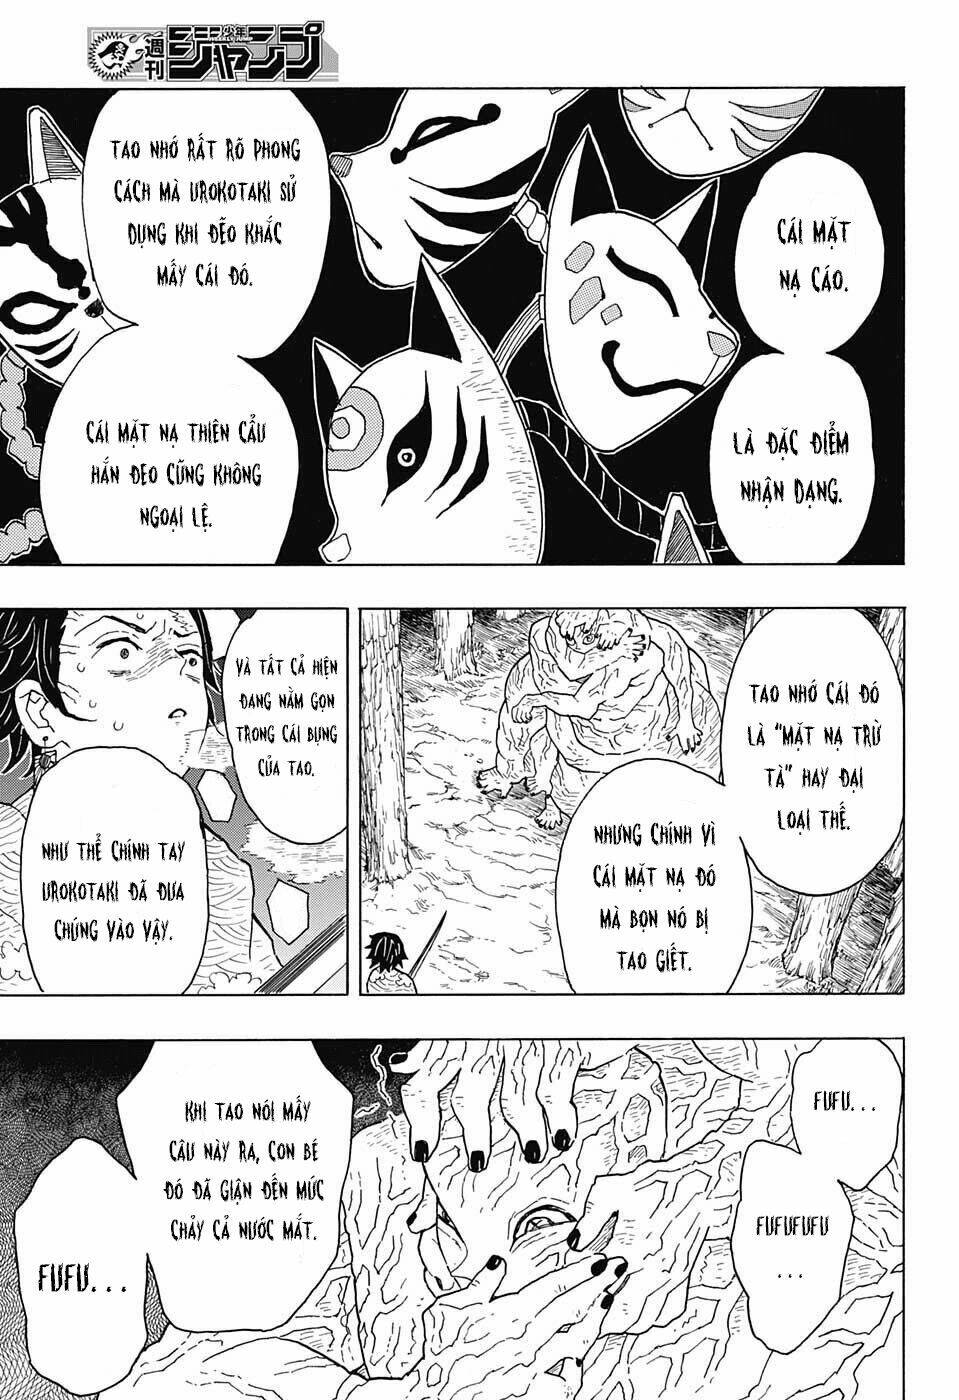 週刊
少年
ジャンプ
CÁI MẶT
NẠ CÁO.
LÀ ĐẶC ĐIỂM
NHẬN DẠNG.
TAO NHỚ RẤT RÕ PHONG
CÁCH MÀ UROKOTAKI SỬ
DỤNG KHI ĐẼO KHẮC
MẤY CÁI ĐÓ.
CÁI MẶT NẠ THIÊN CẨU
HẮN ĐEO CŨNG KHÔNG
NGOẠI LỆ.
TAO NHỚ CÁI ĐÓ
LÀ “MẶT NẠ TRỪ
TÀ” HAY ĐẠI
LOẠI THẾ.
NHƯNG CHÍNH VÌ
CÁI MẶT NẠ ĐÓ
MÀ BỌN NÓ BỊ
TAO GIẾT.
VÀ TẤT CẢ HIỆN
ĐANG NẰM GỌN
TRONG CÁI BỤNG
CỦA TAO.
NHƯ THỂ CHÍNH TAY
UROKOTAKI ĐÃ ĐƯA
CHÚNG VÀO VẬY.
FUFU...
FUFUFUFU
...
KHI TAO NÓI MẤY
CÂU NÀY RA, CON BÉ
ĐÓ ĐÃ GIẬN ĐẾN MỨC
CHẢY CẢ NƯỚC MẮT.
FUFU...